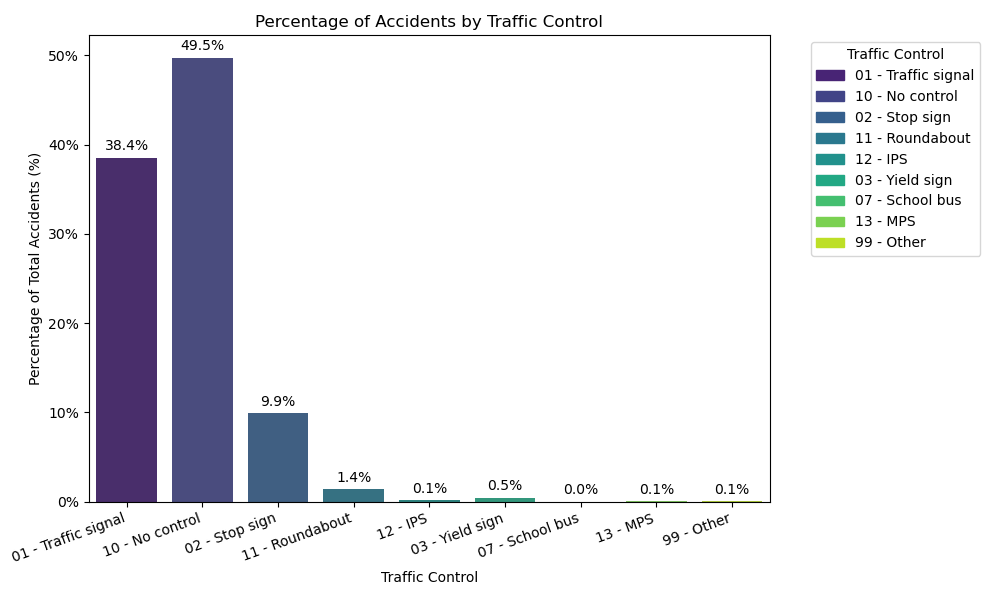 Percentage of Accidents by Traffic Control
Percentage of Total Accidents (%)
50%
40%
30%
20%
10%
0%
38.4%
49.5%
9.9%
1.4%
0.1%
0.5%
0.0%
0.1%
0.1%
01 - Traffic signal
10 - No control
02 - Stop sign
11 - Roundabout
12 - IPS
03 - Yield sign
07 - School bus
13 - MPS
99 - Other
Traffic Control
Traffic Control
01 - Traffic signal
10 - No control
02 - Stop sign
11 - Roundabout
12 - IPS
03 - Yield sign
07 - School bus
13 - MPS
99 - Other